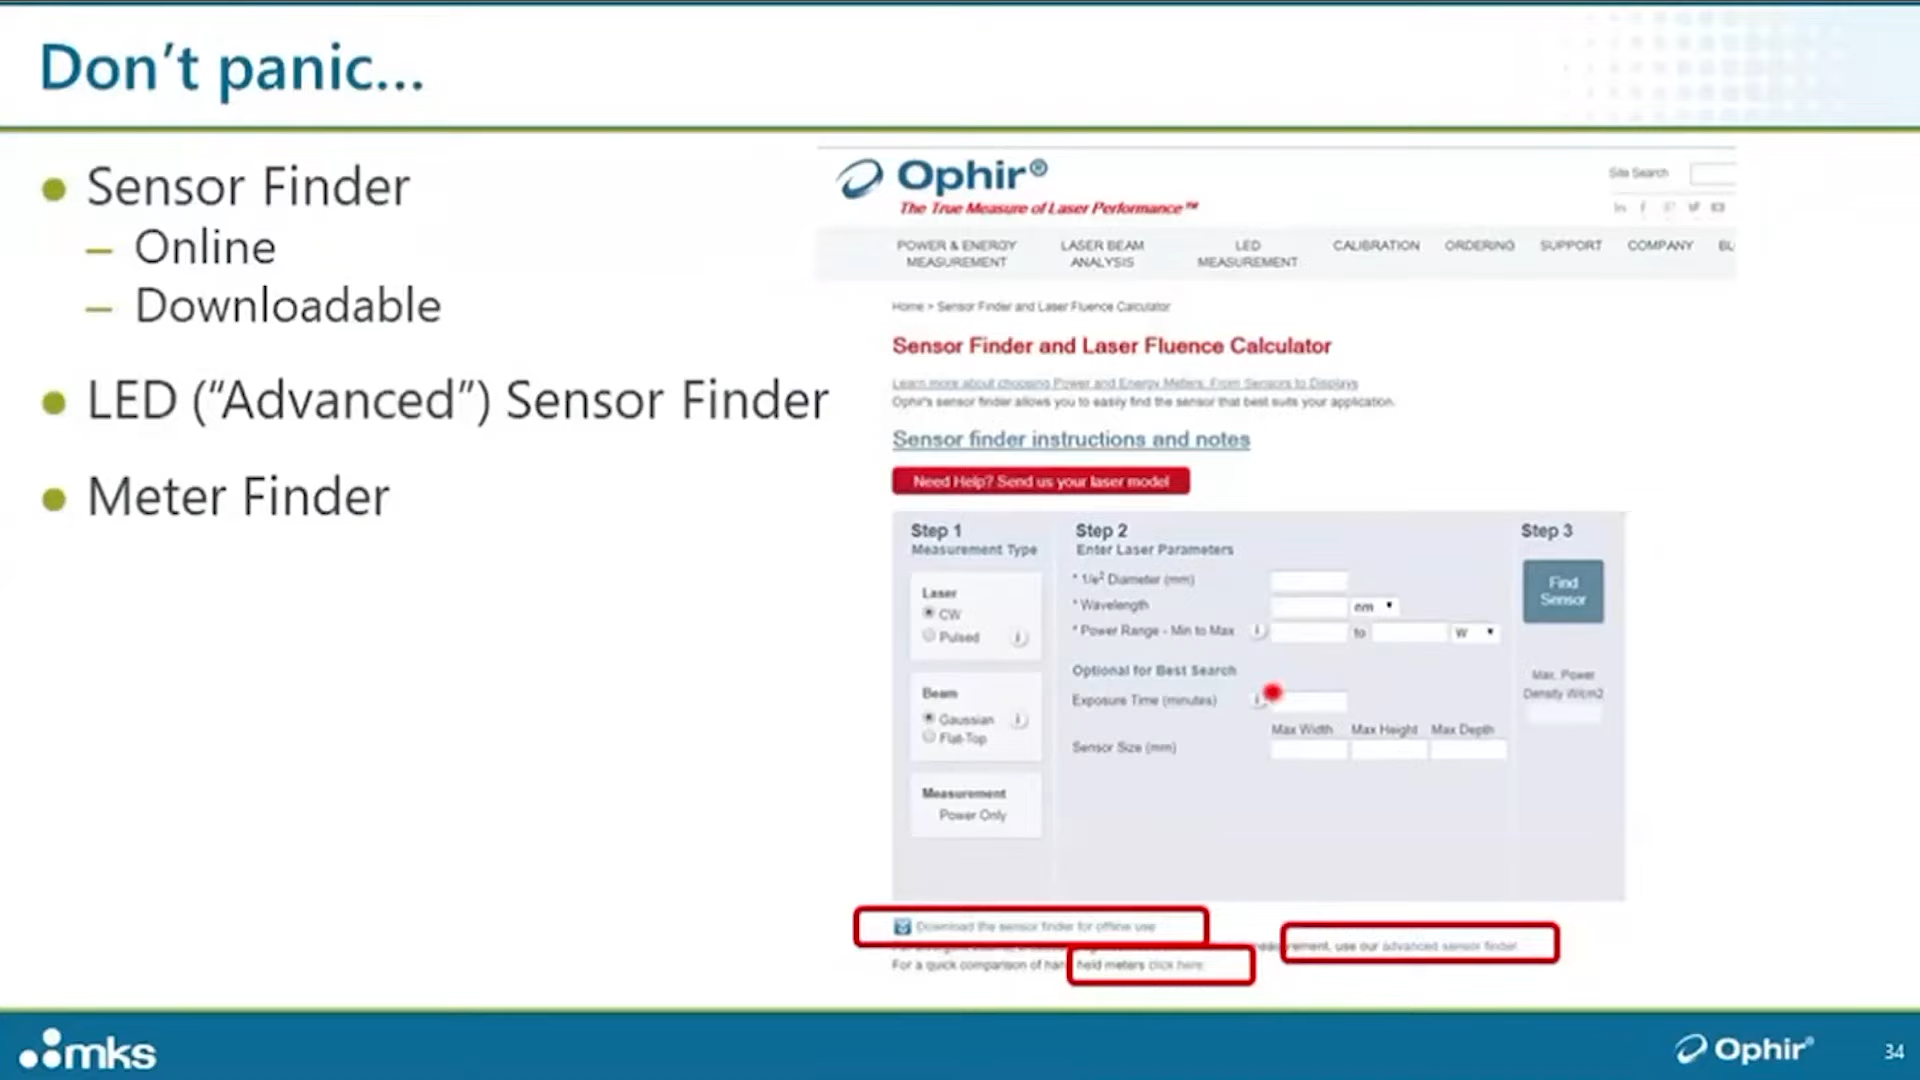 Don't panic...
Sensor Finder
– Online
– Downloadable
LED (“Advanced”) Sensor Finder
Meter Finder
Ophir®
The True Measure of Laser Performance™
Site Search
POWER & ENERGY MEASUREMENT
LASER BEAM ANALYSIS
LED MEASUREMENT
CALIBRATION
ORDERING
SUPPORT
COMPANY
Home > Sensor Finder and Laser Fluence Calculator
Sensor Finder and Laser Fluence Calculator
Learn more about choosing Power and Energy Meters, From Sensors to Displays
Ophir's sensor finder allows you to easily find the sensor that best suits your application.
Sensor finder instructions and notes
Need Help? Send us your laser model
Step 1
Measurement Type
Laser
CW
Pulsed
i
Beam
Gaussian
i
Flat-Top
Measurement
Power Only
Step 2
Enter Laser Parameters
* 1/e² Diameter (mm)
* Wavelength
nm
* Power Range - Min to Max
i
to
W
Optional for Best Search
Exposure Time (minutes)
i
Max Width Max Height Max Depth
Sensor Size (mm)
Step 3
Find
Sensor
Max. Power
Density W/cm2
Download the sensor finder for offline use
use our advanced sensor finder
For a quick comparison of held meters click here
mks
Ophir®
34